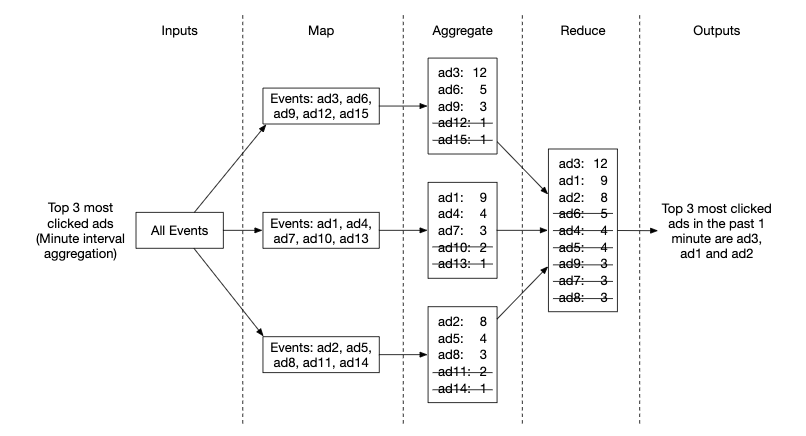 Inputs
Map
Aggregate
Reduce
Outputs
Top 3 most
clicked ads
(Minute interval
aggregation)
All Events
Events: ad3, ad6,
ad9, ad12, ad15
Events: ad1, ad4,
ad7, ad10, ad13
Events: ad2, ad5,
ad8, ad11, ad14
ad3: 12
ad6: 5
ad9: 3
ad12: 1
ad15: 1
ad1: 9
ad4: 4
ad7: 3
ad10: 2
ad13: 1
ad2: 8
ad5: 4
ad8: 3
ad11: 2
ad14: 1
ad3: 12
ad1: 9
ad2: 8
ad6: 5
ad4: 4
ad5: 4
ad9: 3
ad7: 3
ad8: 3
Top 3 most clicked
ads in the past 1
minute are ad3,
ad1 and ad2